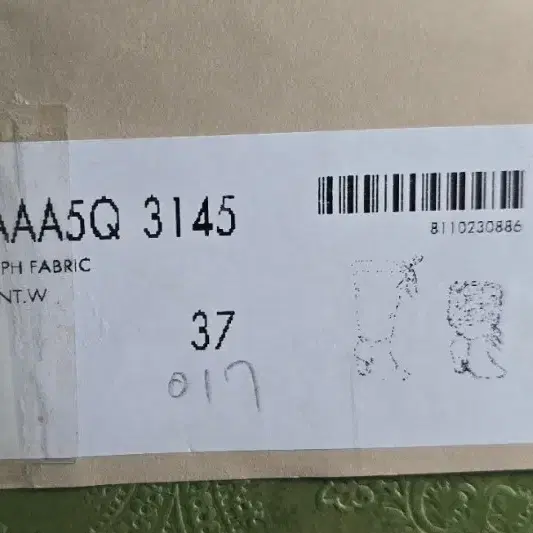 AAA5Q 3145
8110230886
PH FABRIC
NT.W
37
017